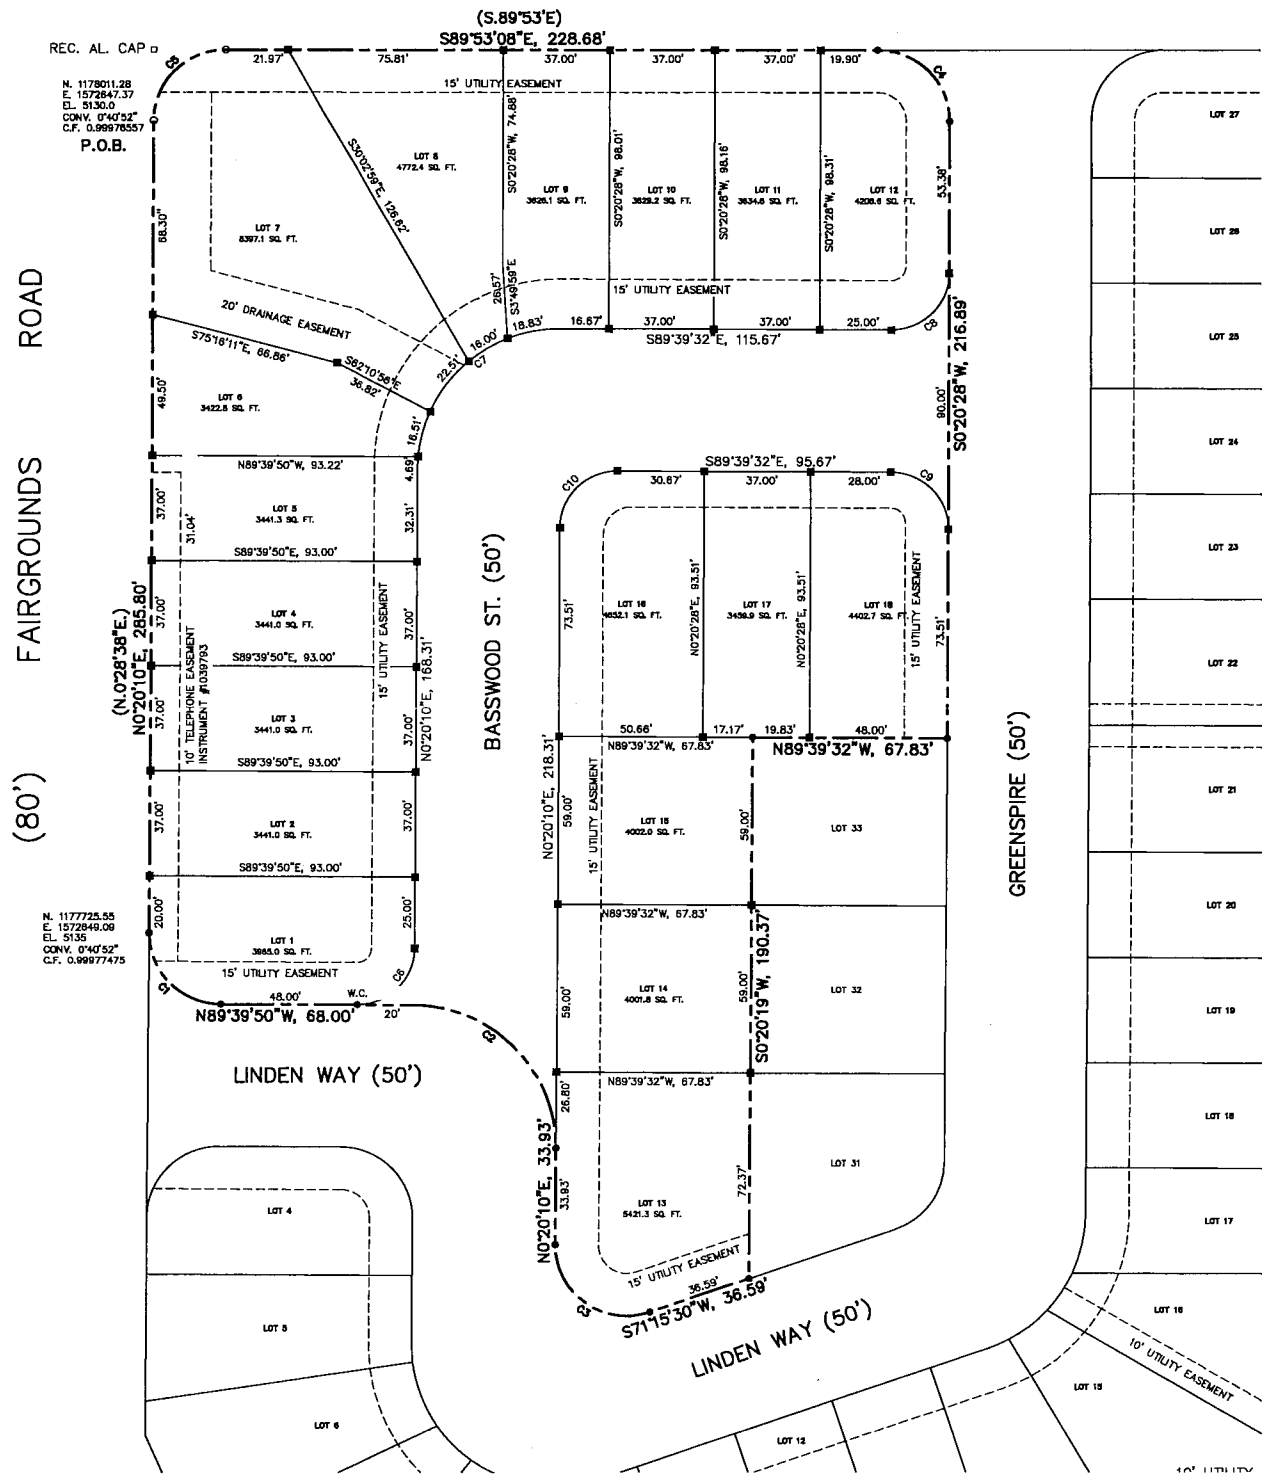 (S.89°53'E)
S89°53'08"E, 228.68'
REC. AL. CAP
21.97'
75.81'
37.00'
37.00'
37.00'
19.90'
C5
C4
15' UTILITY EASEMENT
N. 1178011.28
E. 1572847.37
EL. 5130.0
CONV. 0°40'52"
C.F. 0.99976557
P.O.B.
LOT 27
S0°20'28"W, 74.88'
S0°20'28"W, 98.01'
S0°20'28"W, 98.16'
S0°20'28"W, 98.31'
53.38'
S30°02'59"E, 126.62'
LOT 8
4772.4 SQ. FT.
LOT 9
3626.1 SQ. FT.
LOT 10
3629.2 SQ. FT.
LOT 11
3634.8 SQ. FT.
LOT 12
4208.6 SQ. FT.
LOT 7
8397.1 SQ. FT.
68.30'
LOT 26
26.57'
S3°49'59"E
15' UTILITY EASEMENT
20' DRAINAGE EASEMENT
S75°16'11"E, 66.86'
S62°10'58"E
36.82'
22.51'
16.00'
C7
18.83'
16.67'
37.00'
37.00'
25.00'
C8
S89°39'32"E, 115.67'
S0°20'28"W, 216.89'
LOT 25
FAIRGROUNDS ROAD
(80')
LOT 6
3422.8 SQ. FT.
49.50'
16.51'
90.00'
LOT 24
N89°39'50"W, 93.22'
4.69'
S89°39'32"E, 95.67'
C10
30.67'
37.00'
28.00'
C9
37.00'
31.04'
LOT 5
3441.3 SQ. FT.
32.31'
S89°39'50"E, 93.00'
LOT 23
BASSWOOD ST. (50')
(N.0°28'38"E.)
N0°20'10"E, 285.80'
37.00'
LOT 4
3441.0 SQ. FT.
37.00'
15' UTILITY EASEMENT
73.51'
LOT 16
4652.1 SQ. FT.
N0°20'28"E, 93.51'
LOT 17
3459.9 SQ. FT.
N0°20'28"E, 93.51'
LOT 18
4402.7 SQ. FT.
15' UTILITY EASEMENT
73.51'
S89°39'50"E, 93.00'
LOT 22
10' TELEPHONE EASEMENT
INSTRUMENT #1039793
37.00'
LOT 3
3441.0 SQ. FT.
37.00'
N0°20'10"E, 168.31'
50.66'
17.17'
19.83'
48.00'
N89°39'32"W, 67.83'
N89°39'32"W, 67.83'
S89°39'50"E, 93.00'
GREENSPIRE (50')
LOT 21
37.00'
LOT 2
3441.0 SQ. FT.
37.00'
N0°20'10"E, 218.31'
59.00'
15' UTILITY EASEMENT
LOT 15
4002.0 SQ. FT.
59.00'
LOT 33
S89°39'50"E, 93.00'
N. 1177725.55
E. 1572849.09
EL. 5135
CONV. 0°40'52"
C.F. 0.99977475
20.00'
25.00'
N89°39'32"W, 67.83'
LOT 20
LOT 1
3985.0 SQ. FT.
15' UTILITY EASEMENT
C1
C6
48.00'
W.C.
20'
N89°39'50"W, 68.00'
C2
59.00'
LOT 14
4001.8 SQ. FT.
59.00'
S0°20'19"W, 190.37'
LOT 32
LOT 19
LINDEN WAY (50')
N89°39'32"W, 67.83'
26.80'
LOT 18
N0°20'10"E, 33.93'
33.93'
72.37'
LOT 31
LOT 4
LOT 13
5421.3 SQ. FT.
LOT 17
15' UTILITY EASEMENT
36.59'
C3
S71°15'30"W, 36.59'
LOT 5
LINDEN WAY (50')
LOT 16
10' UTILITY EASEMENT
LOT 15
LOT 6
LOT 12